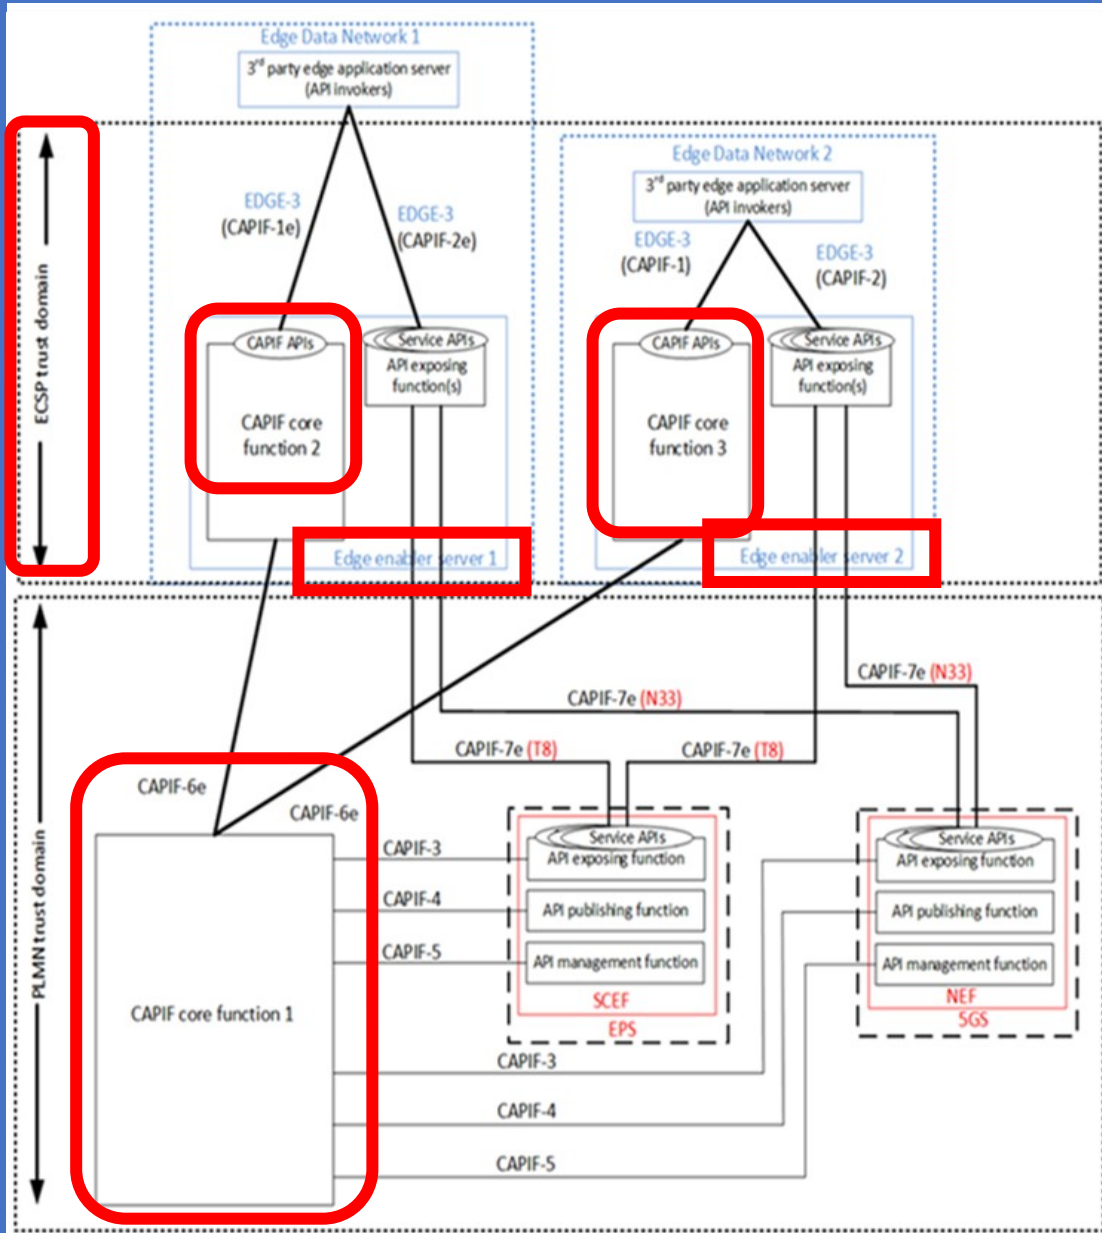 Edge Data Network 1
3rd party edge application server
(API invokers)
Edge Data Network 2
3rd party edge application server
(API invokers)
EDGE-3
(CAPIF-1e)
EDGE-3
(CAPIF-2e)
EDGE-3
(CAPIF-1)
EDGE-3
(CAPIF-2)
ECSP trust domain
CAPIF APIs
Service APIs
API exposing
function(s)
CAPIF core
function 2
CAPIF APIs
Service APIs
API exposing
function(s)
CAPIF core
function 3
Edge enabler server 1
Edge enabler server 2
PLMN trust domain
CAPIF-7e (N33)
CAPIF-7e (N33)
CAPIF-7e (T8)
CAPIF-7e (T8)
CAPIF-6e
CAPIF-6e
CAPIF-3
CAPIF-4
CAPIF-5
CAPIF core function 1
Service APIs
API exposing function
API publishing function
API management function
SCEF
EPS
Service APIs
API exposing function
API publishing function
API management function
NEF
5GS
CAPIF-3
CAPIF-4
CAPIF-5